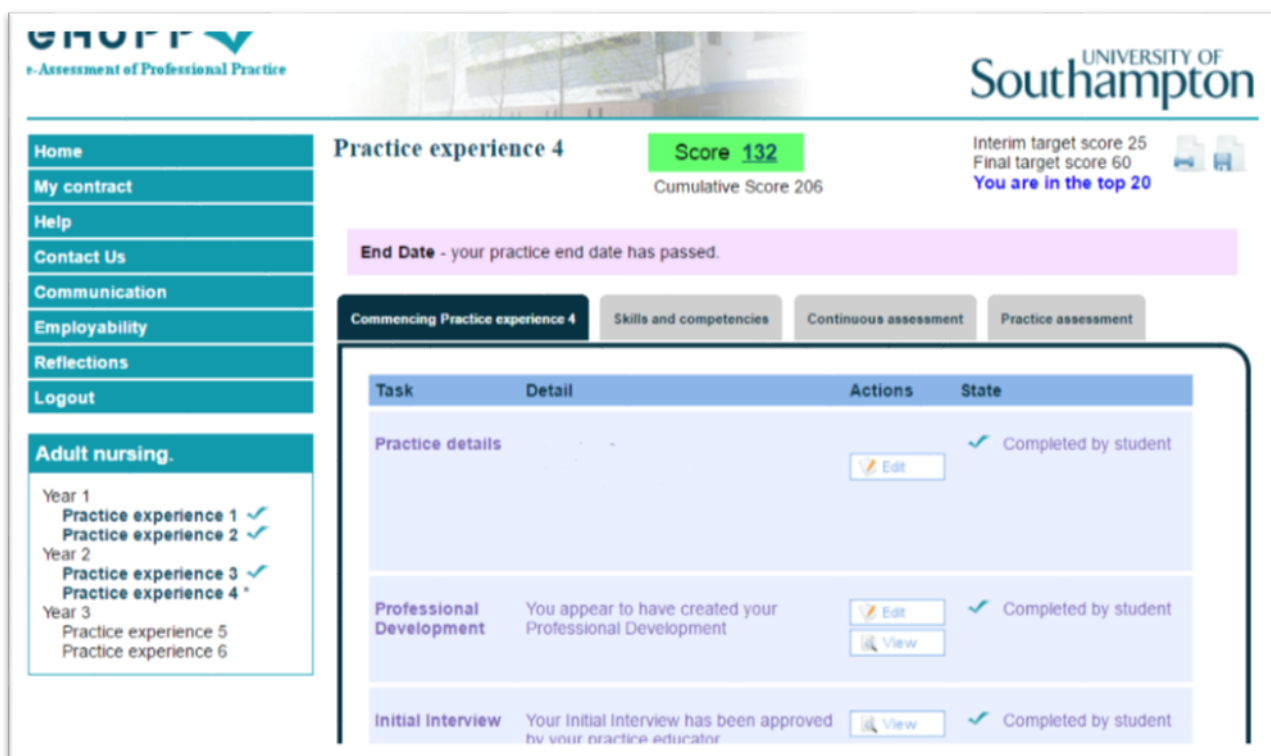 e-Assessment of Professional Practice
UNIVERSITY OF
Southampton
Home
My contract
Help
Contact Us
Communication
Employability
Reflections
Logout
Adult nursing.
Year 1
Practice experience 1
Practice experience 2
Year 2
Practice experience 3
Practice experience 4 *
Year 3
Practice experience 5
Practice experience 6
Practice experience 4
Score 132
Cumulative Score 206
Interim target score 25
Final target score 60
You are in the top 20
End Date - your practice end date has passed.
Commencing Practice experience 4
Skills and competencies
Continuous assessment
Practice assessment
Task Detail Actions State
Practice details
Edit
Completed by student
Professional
Development
You appear to have created your
Professional Development
Edit
View
Completed by student
Initial Interview
Your Initial Interview has been approved
by your practice educator
View
Completed by student